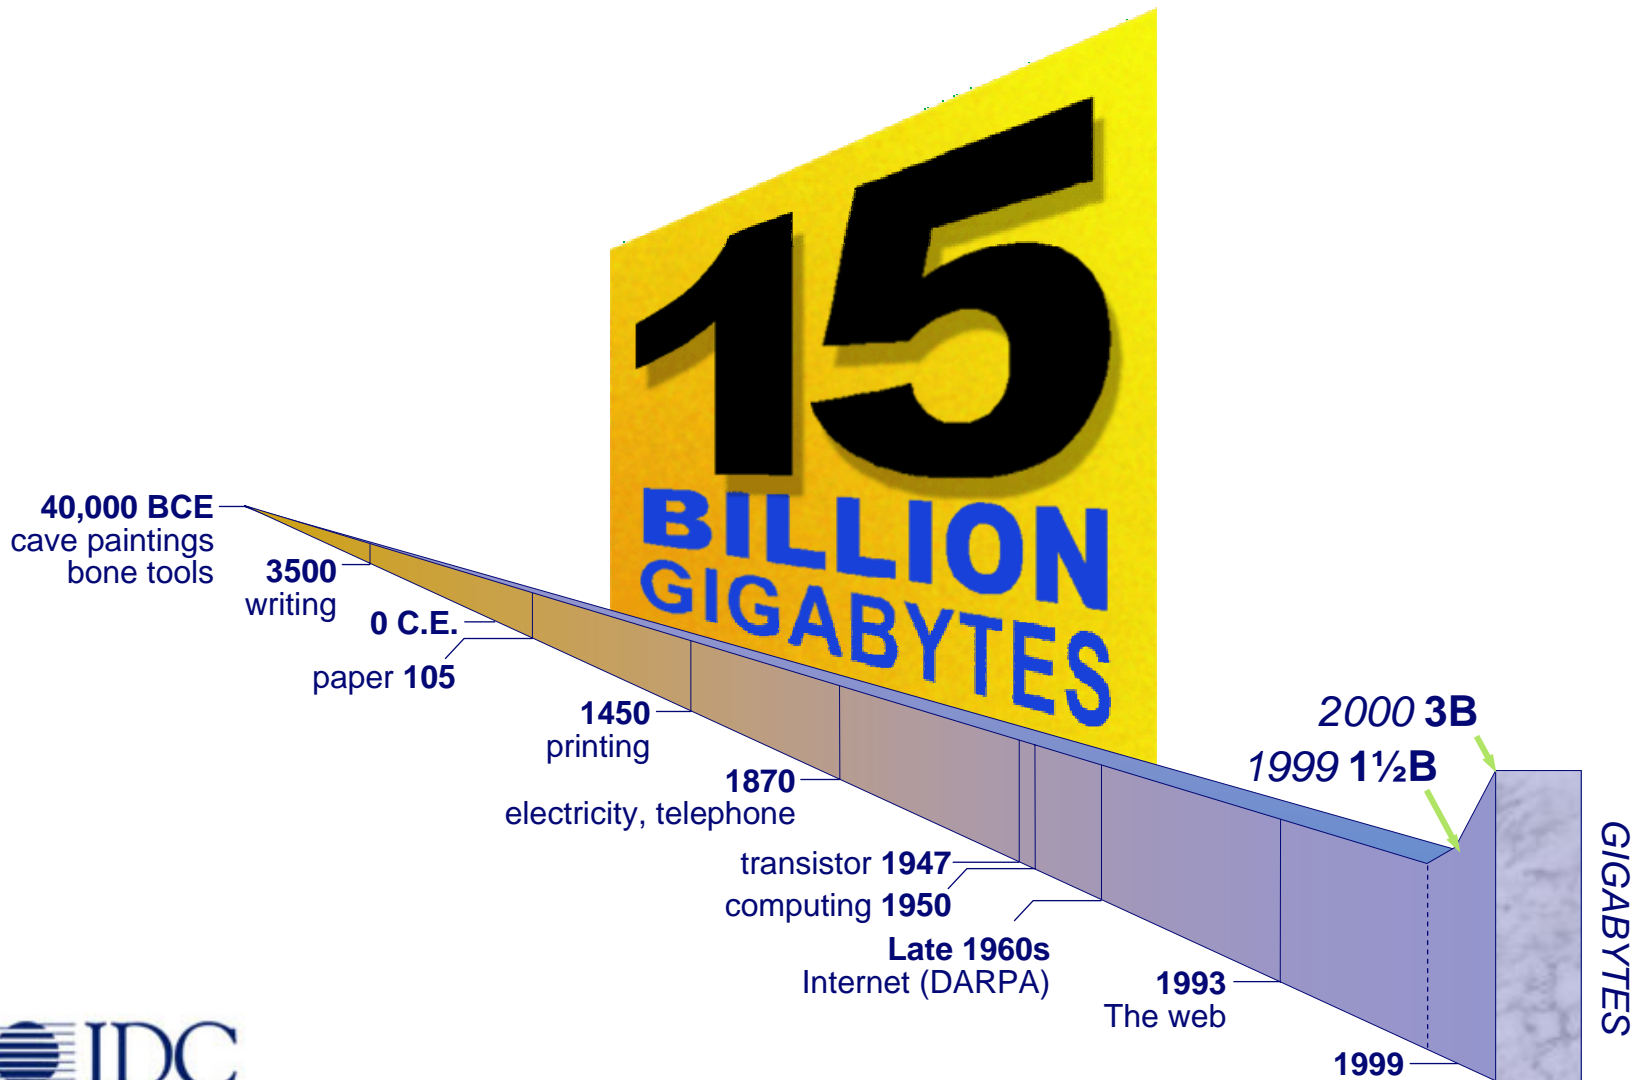 15
BILLION
GIGABYTES
40,000 BCE
cave paintings
bone tools
3500
writing
0 C.E.
paper 105
1450
printing
1870
electricity, telephone
transistor 1947
computing 1950
Late 1960s
Internet (DARPA)
1993
The web
1999
2000 3B
1999 1½B
GIGABYTES
IDC